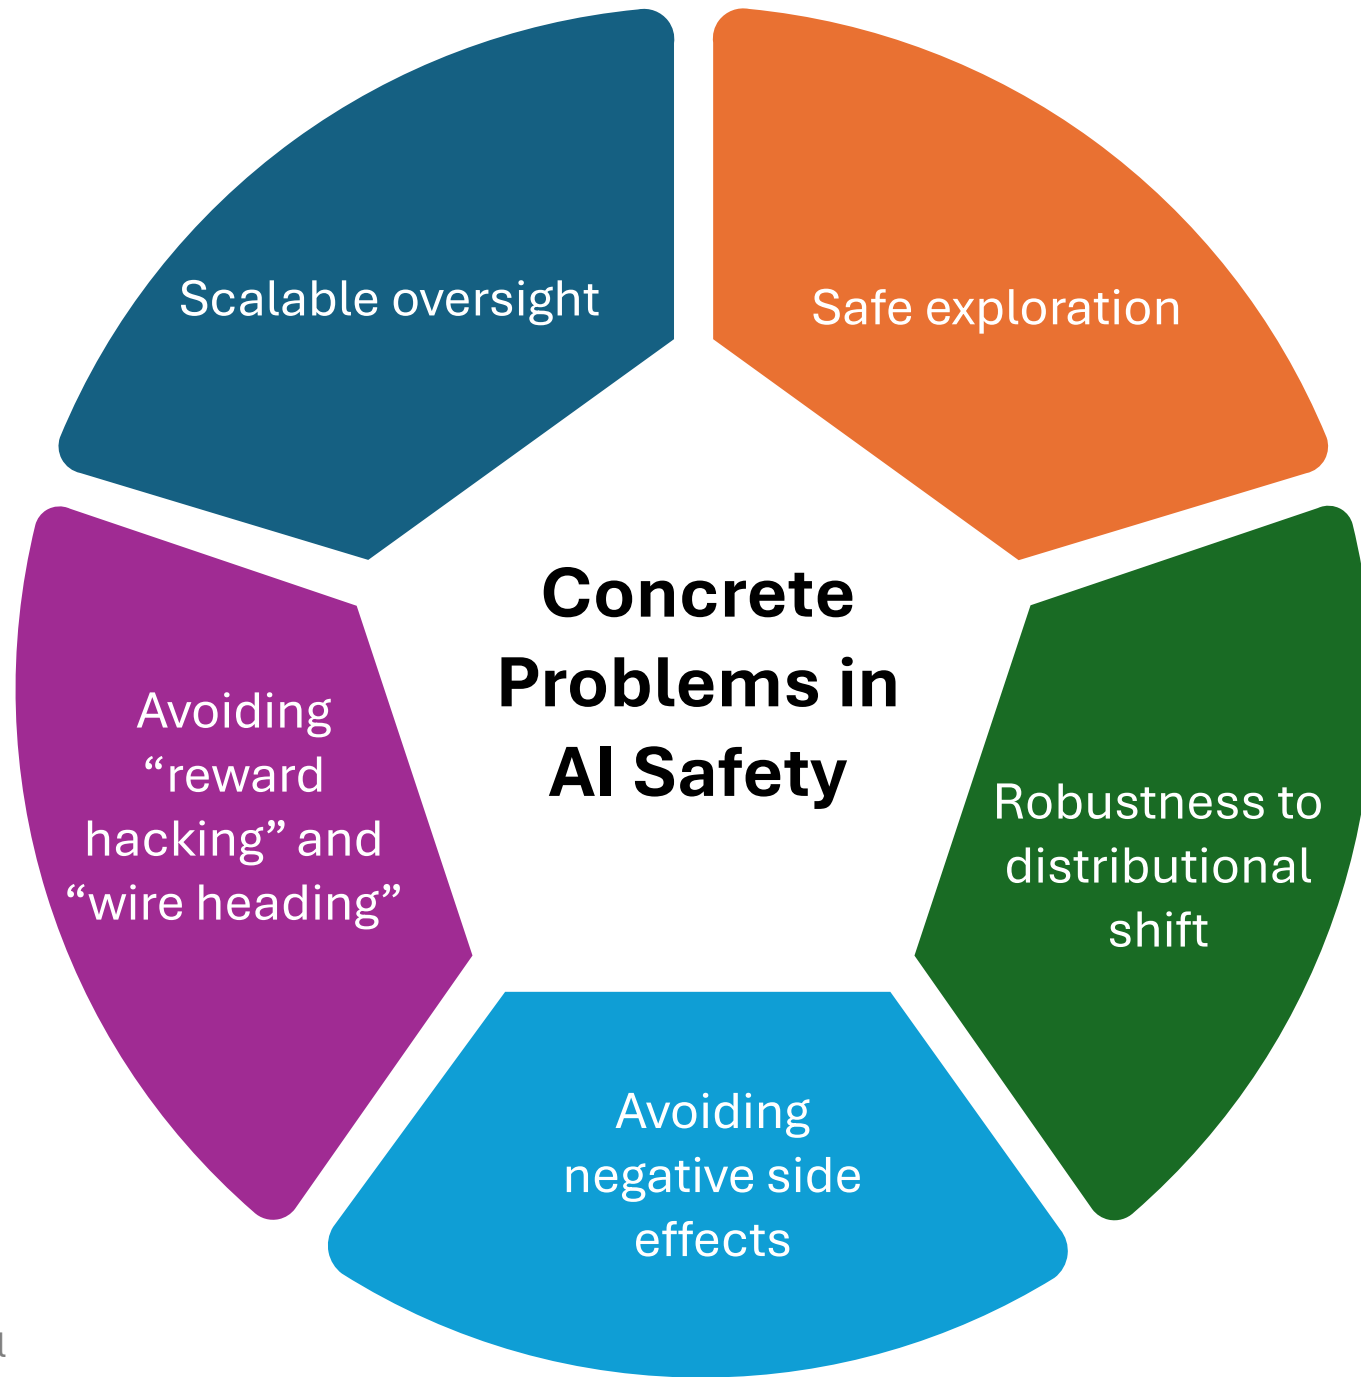 Scalable oversight
Safe exploration
Concrete
Problems in
AI Safety
Avoiding
“reward
hacking” and
“wire heading”
Robustness to
distributional
shift
Avoiding
negative side
effects